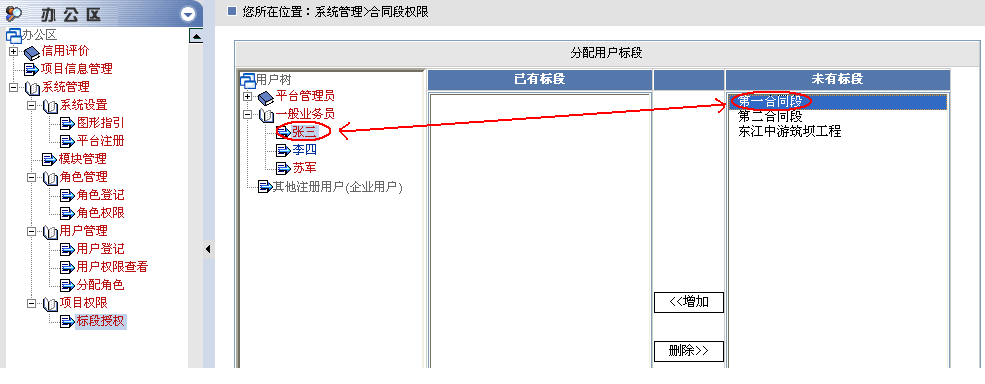 办公区
办公区
信用评价
项目信息管理
系统管理
系统设置
图形指引
平台注册
模块管理
角色管理
角色登记
角色权限
用户管理
用户登记
用户权限查看
分配角色
项目权限
标段授权
您所在位置：系统管理>合同段权限
分配用户标段
用户树
平台管理员
一般业务员
张三
李四
苏军
其他注册用户(企业用户)
已有标段
<<增加
删除>>
未有标段
第一合同段
第二合同段
东江中游筑坝工程